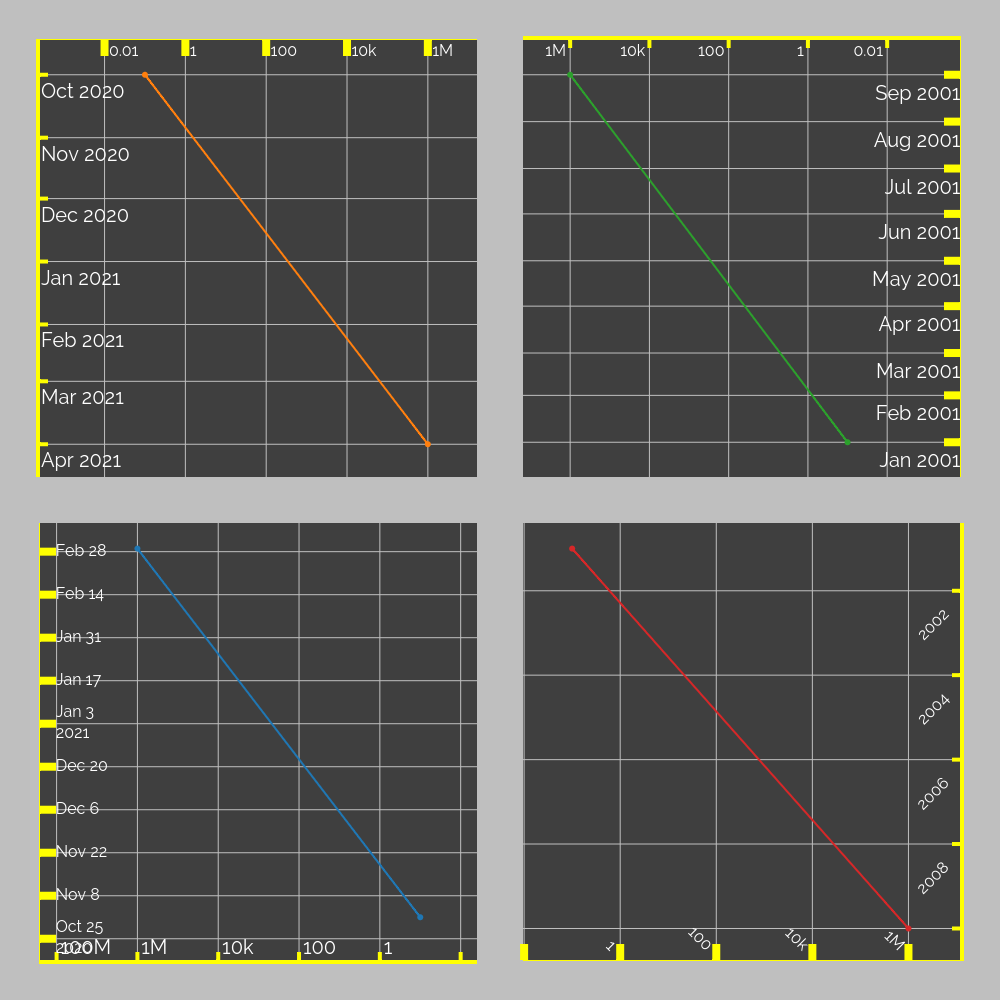 0.01 1 100 10k 1M
Oct 2020
Nov 2020
Dec 2020
Jan 2021
Feb 2021
Mar 2021
Apr 2021
1M 10k 100 1 0.01
Sep 2001
Aug 2001
Jul 2001
Jun 2001
May 2001
Apr 2001
Mar 2001
Feb 2001
Jan 2001
Feb 28
Feb 14
Jan 31
Jan 17
Jan 3
2021
Dec 20
Dec 6
Nov 22
Nov 8
Oct 25
2020
100M 1M 10k 100 1
2002
2004
2006
2008
1 100 10k 1M